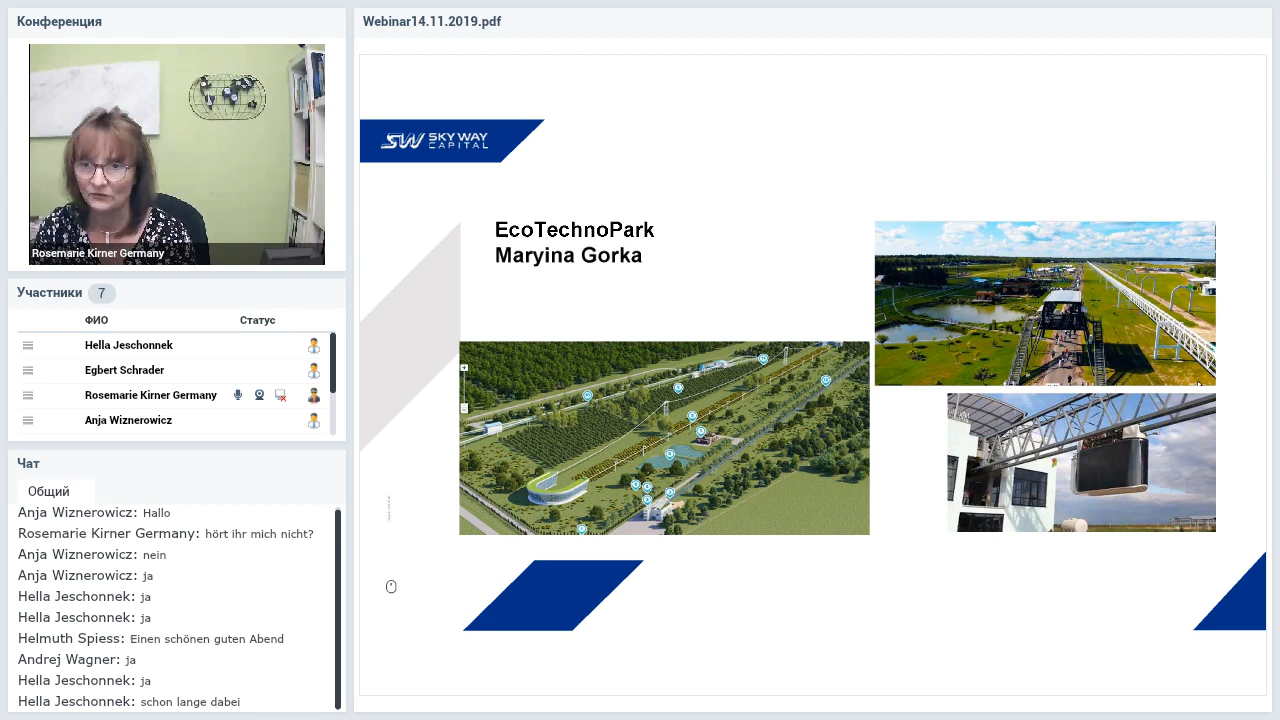 Конференция
Rosemarie Kirner Germany
Участники 7
ФИО Статус
Hella Jeschonnek
Egbert Schrader
Rosemarie Kirner Germany
Anja Wiznerowicz
Чат
Общий
Anja Wiznerowicz: Hallo
Rosemarie Kirner Germany: hört ihr mich nicht?
Anja Wiznerowicz: nein
Anja Wiznerowicz: ja
Hella Jeschonnek: ja
Hella Jeschonnek: ja
Helmuth Spiess: Einen schönen guten Abend
Andrej Wagner: ja
Hella Jeschonnek: ja
Hella Jeschonnek: schon lange dabei
Webinar14.11.2019.pdf
SW SKYWAY
CAPITAL
EcoTechnoPark
Maryina Gorka